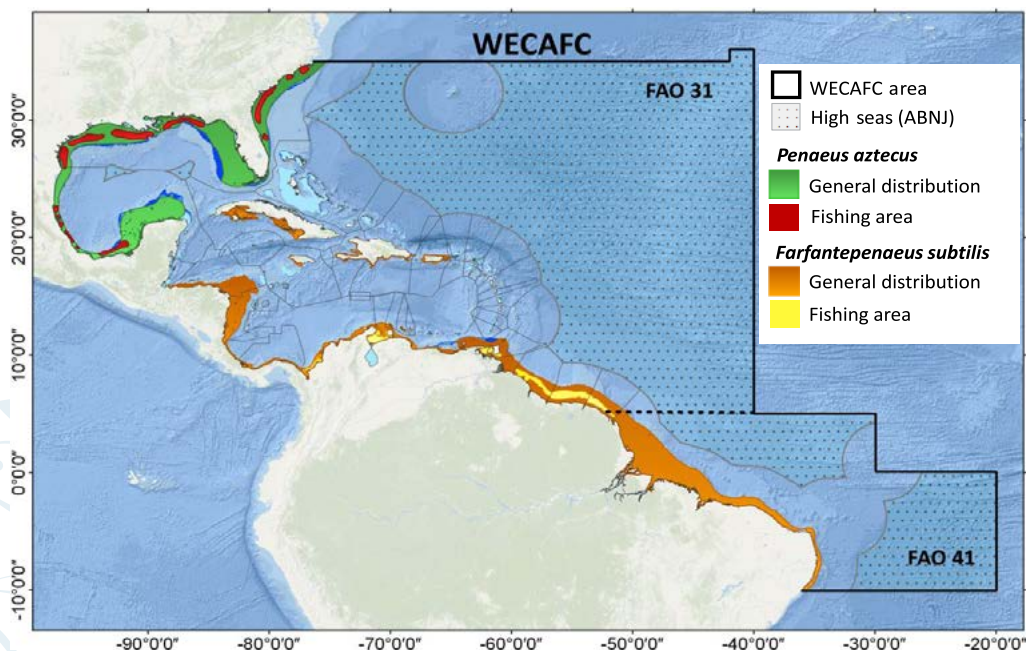 WECAFC
FAO 31
WECAFC area
High seas (ABNJ)
Penaeus aztecus
General distribution
Fishing area
Farfantepenaeus subtilis
General distribution
Fishing area
FAO 41
30°0'0"
20°0'0"
10°0'0"
0°0'0"
-10°0'0"
-90°0'0"
-80°0'0"
-70°0'0"
-60°0'0"
-50°0'0"
-40°0'0"
-30°0'0"
-20°0'0"